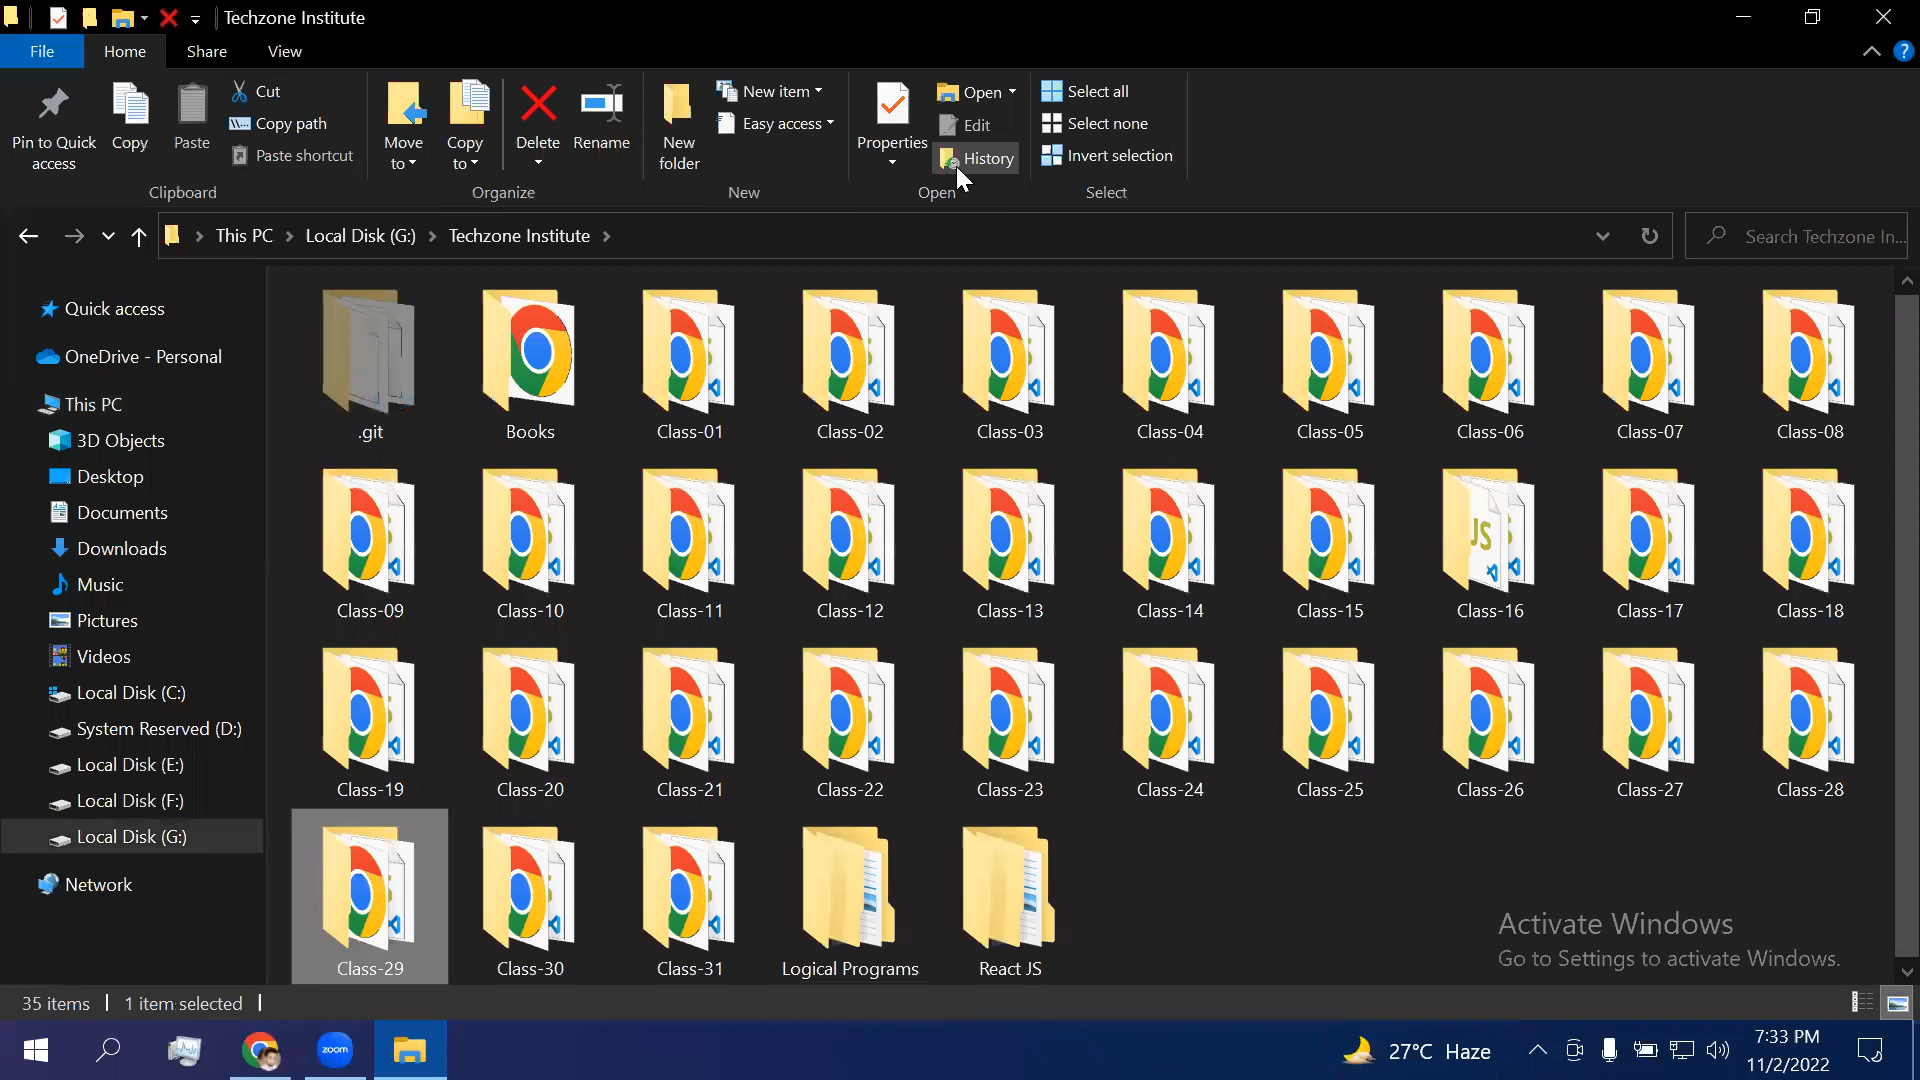 Techzone Institute
File Home Share View
Pin to Quick access
Copy
Paste
Cut
Copy path
Paste shortcut
Clipboard
Move to
Copy to
Delete
Rename
Organize
New folder
New item
Easy access
New
Properties
Open
Edit
History
Open
Select all
Select none
Invert selection
Select
This PC Local Disk (G:) Techzone Institute
Search Techzone In...
Quick access
OneDrive - Personal
This PC
3D Objects
Desktop
Documents
Downloads
Music
Pictures
Videos
Local Disk (C:)
System Reserved (D:)
Local Disk (E:)
Local Disk (F:)
Local Disk (G:)
Network
.git Books Class-01 Class-02 Class-03 Class-04 Class-05 Class-06 Class-07 Class-08
JS
Class-09 Class-10 Class-11 Class-12 Class-13 Class-14 Class-15 Class-16 Class-17 Class-18
Class-19 Class-20 Class-21 Class-22 Class-23 Class-24 Class-25 Class-26 Class-27 Class-28
Class-29 Class-30 Class-31 Logical Programs React JS
Activate Windows
Go to Settings to activate Windows.
35 items 1 item selected
zoom
27°C Haze
7:33 PM
11/2/2022